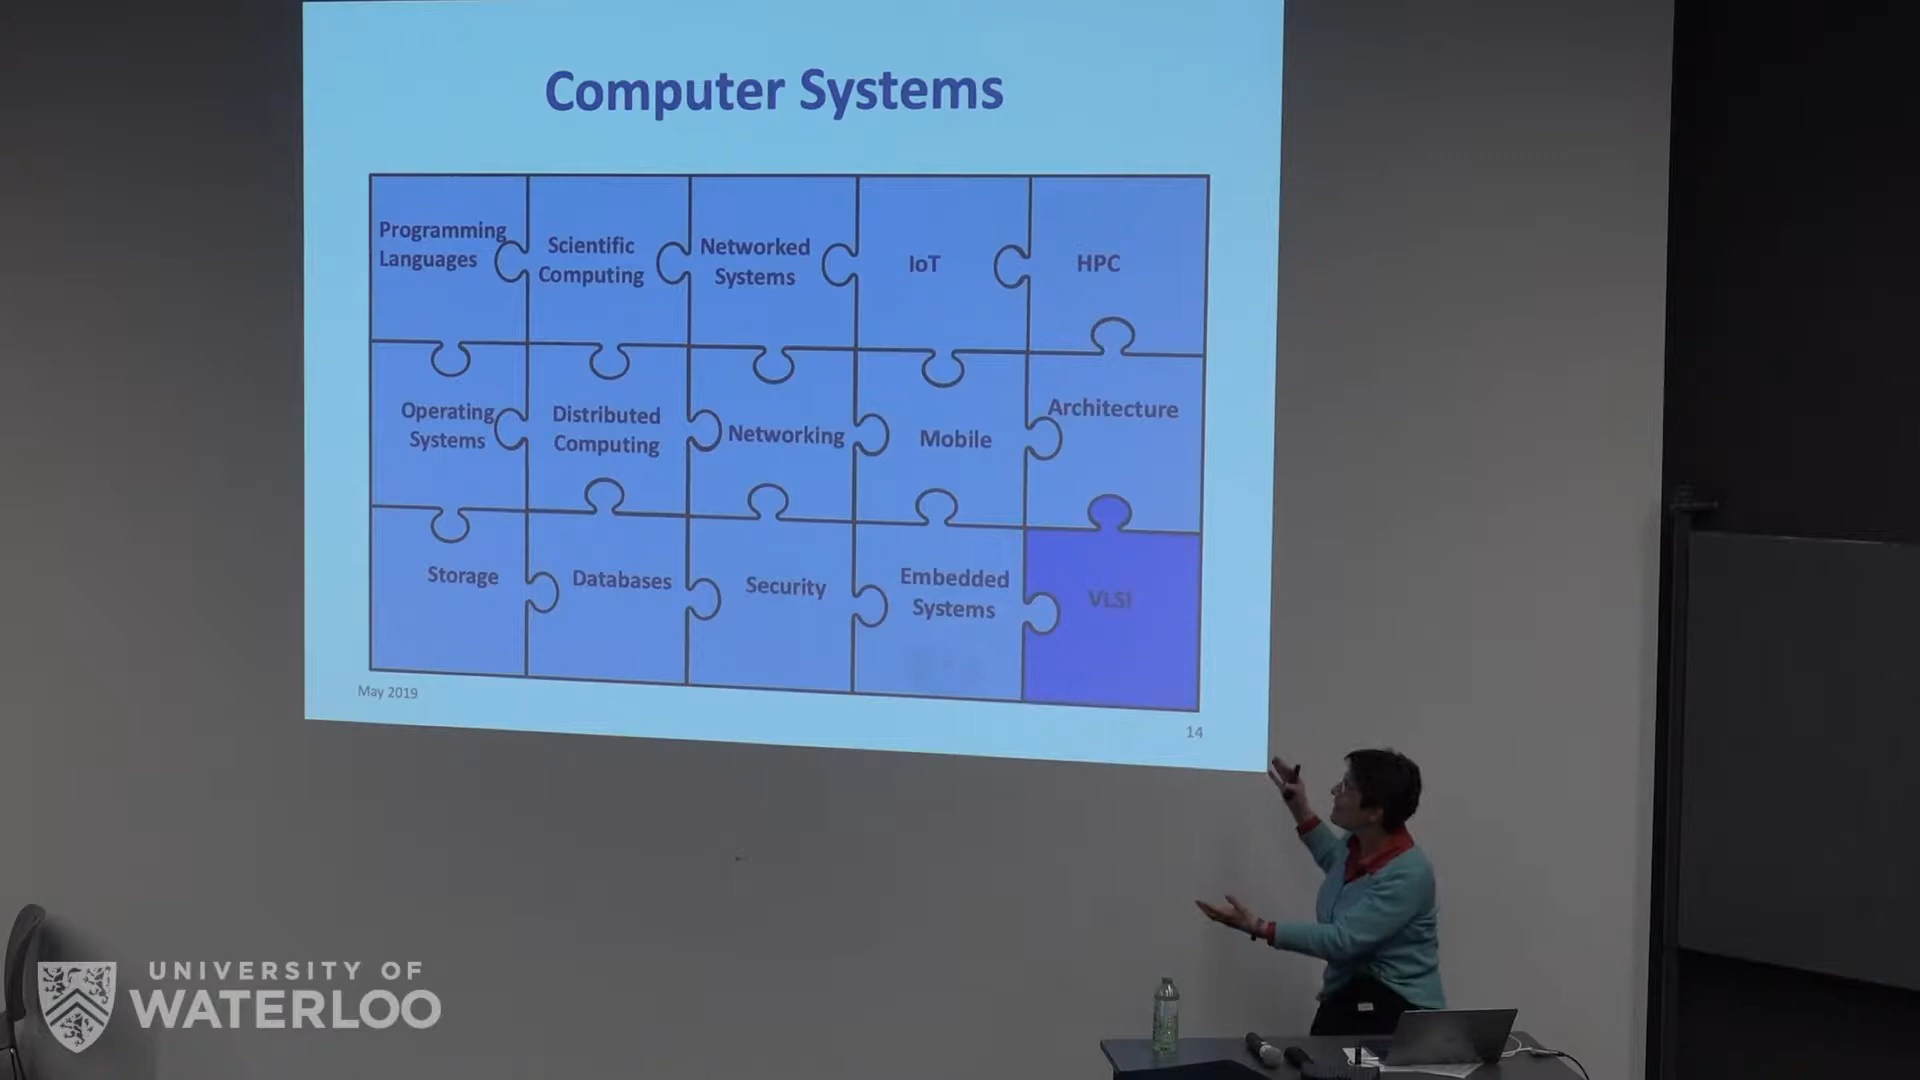 Computer Systems
Programming
Languages
Scientific
Computing
Networked
Systems
IoT
HPC
Operating
Systems
Distributed
Computing
Networking
Mobile
Architecture
Storage
Databases
Security
Embedded
Systems
VLSI
May 2019
14
UNIVERSITY OF
WATERLOO